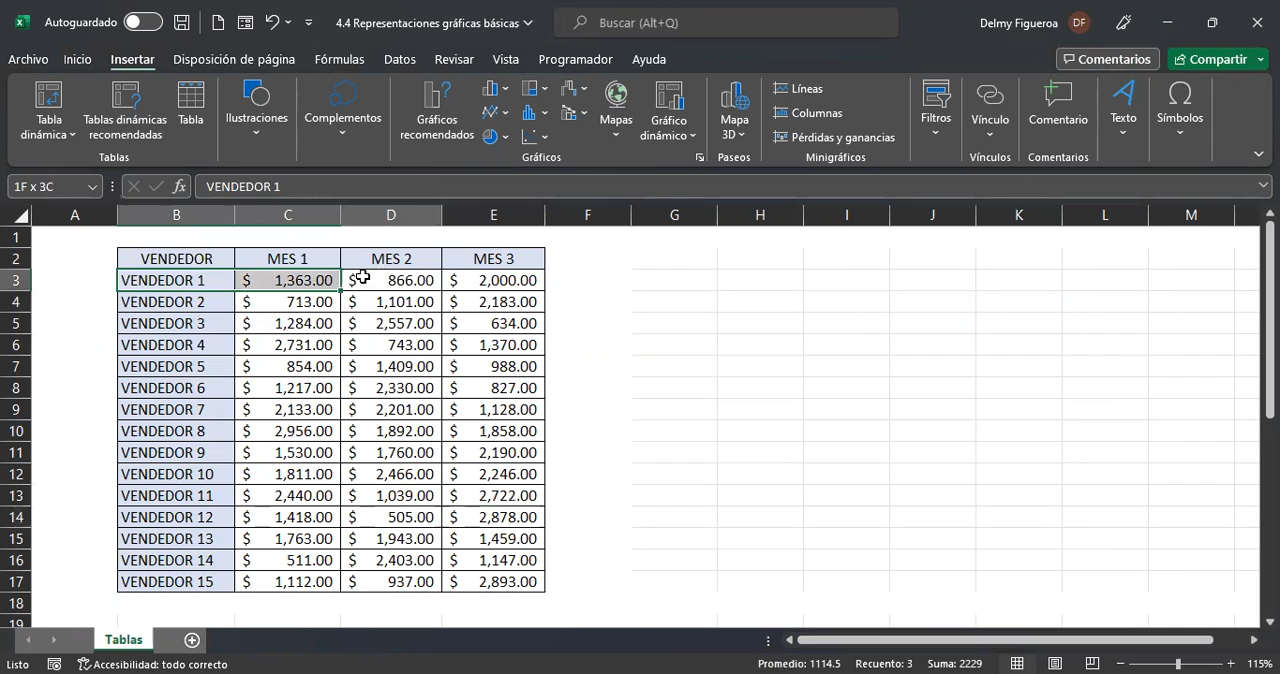 Autoguardado
4.4 Representaciones gráficas básicas
Buscar (Alt+Q)
Delmy Figueroa
DF
Archivo Inicio Insertar Disposición de página Fórmulas Datos Revisar Vista Programador Ayuda
Comentarios
Compartir
Tabla dinámica
Tablas dinámicas recomendadas
Tabla
Ilustraciones
Complementos
Gráficos recomendados
Mapas
Gráfico dinámico
Mapa 3D
Líneas
Columnas
Pérdidas y ganancias
Filtros
Vínculo
Comentario
Texto
Símbolos
Tablas
Gráficos
Paseos
Minigráficos
Vínculos
Comentarios
1F x 3C
fx
VENDEDOR 1
A B C D E F G H I J K L M
1
2 VENDEDOR MES 1 MES 2 MES 3
3 VENDEDOR 1 $ 1,363.00 $ 866.00 $ 2,000.00
4 VENDEDOR 2 $ 713.00 $ 1,101.00 $ 2,183.00
5 VENDEDOR 3 $ 1,284.00 $ 2,557.00 $ 634.00
6 VENDEDOR 4 $ 2,731.00 $ 743.00 $ 1,370.00
7 VENDEDOR 5 $ 854.00 $ 1,409.00 $ 988.00
8 VENDEDOR 6 $ 1,217.00 $ 2,330.00 $ 827.00
9 VENDEDOR 7 $ 2,133.00 $ 2,201.00 $ 1,128.00
10 VENDEDOR 8 $ 2,956.00 $ 1,892.00 $ 1,858.00
11 VENDEDOR 9 $ 1,530.00 $ 1,760.00 $ 2,190.00
12 VENDEDOR 10 $ 1,811.00 $ 2,466.00 $ 2,246.00
13 VENDEDOR 11 $ 2,440.00 $ 1,039.00 $ 2,722.00
14 VENDEDOR 12 $ 1,418.00 $ 505.00 $ 2,878.00
15 VENDEDOR 13 $ 1,763.00 $ 1,943.00 $ 1,459.00
16 VENDEDOR 14 $ 511.00 $ 2,403.00 $ 1,147.00
17 VENDEDOR 15 $ 1,112.00 $ 937.00 $ 2,893.00
18
19
Tablas
Listo
Accesibilidad: todo correcto
Promedio: 1114.5 Recuento: 3 Suma: 2229
115%